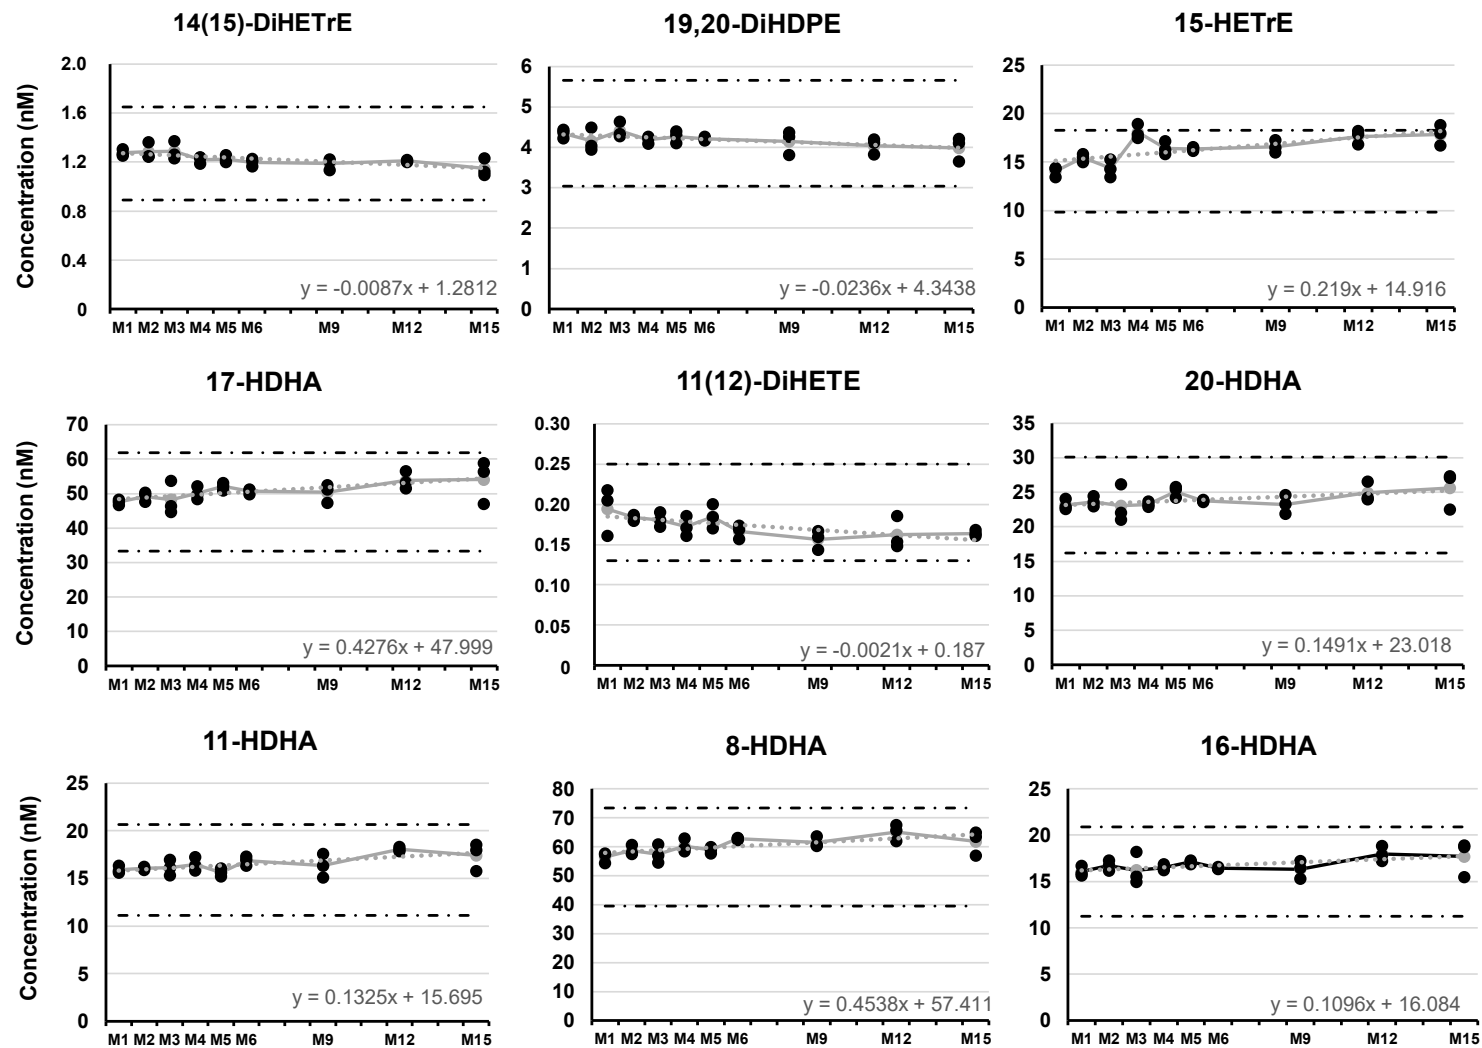 14(15)-DiHETrE
Concentration (nM)
2.0
1.6
1.2
0.8
0.4
0
y = -0.0087x + 1.2812
M1 M2 M3 M4 M5 M6 M9 M12 M15
19,20-DiHDPE
6
5
4
3
2
1
0
y = -0.0236x + 4.3438
M1 M2 M3 M4 M5 M6 M9 M12 M15
15-HETrE
25
20
15
10
5
0
y = 0.219x + 14.916
M1 M2 M3 M4 M5 M6 M9 M12 M15
17-HDHA
Concentration (nM)
70
60
50
40
30
20
10
0
y = 0.4276x + 47.999
M1 M2 M3 M4 M5 M6 M9 M12 M15
11(12)-DiHETE
0.30
0.25
0.20
0.15
0.10
0.05
0
y = -0.0021x + 0.187
M1 M2 M3 M4 M5 M6 M9 M12 M15
20-HDHA
35
30
25
20
15
10
5
0
y = 0.1491x + 23.018
M1 M2 M3 M4 M5 M6 M9 M12 M15
11-HDHA
Concentration (nM)
25
20
15
10
5
0
y = 0.1325x + 15.695
M1 M2 M3 M4 M5 M6 M9 M12 M15
8-HDHA
80
70
60
50
40
30
20
10
0
y = 0.4538x + 57.411
M1 M2 M3 M4 M5 M6 M9 M12 M15
16-HDHA
25
20
15
10
5
0
y = 0.1096x + 16.084
M1 M2 M3 M4 M5 M6 M9 M12 M15